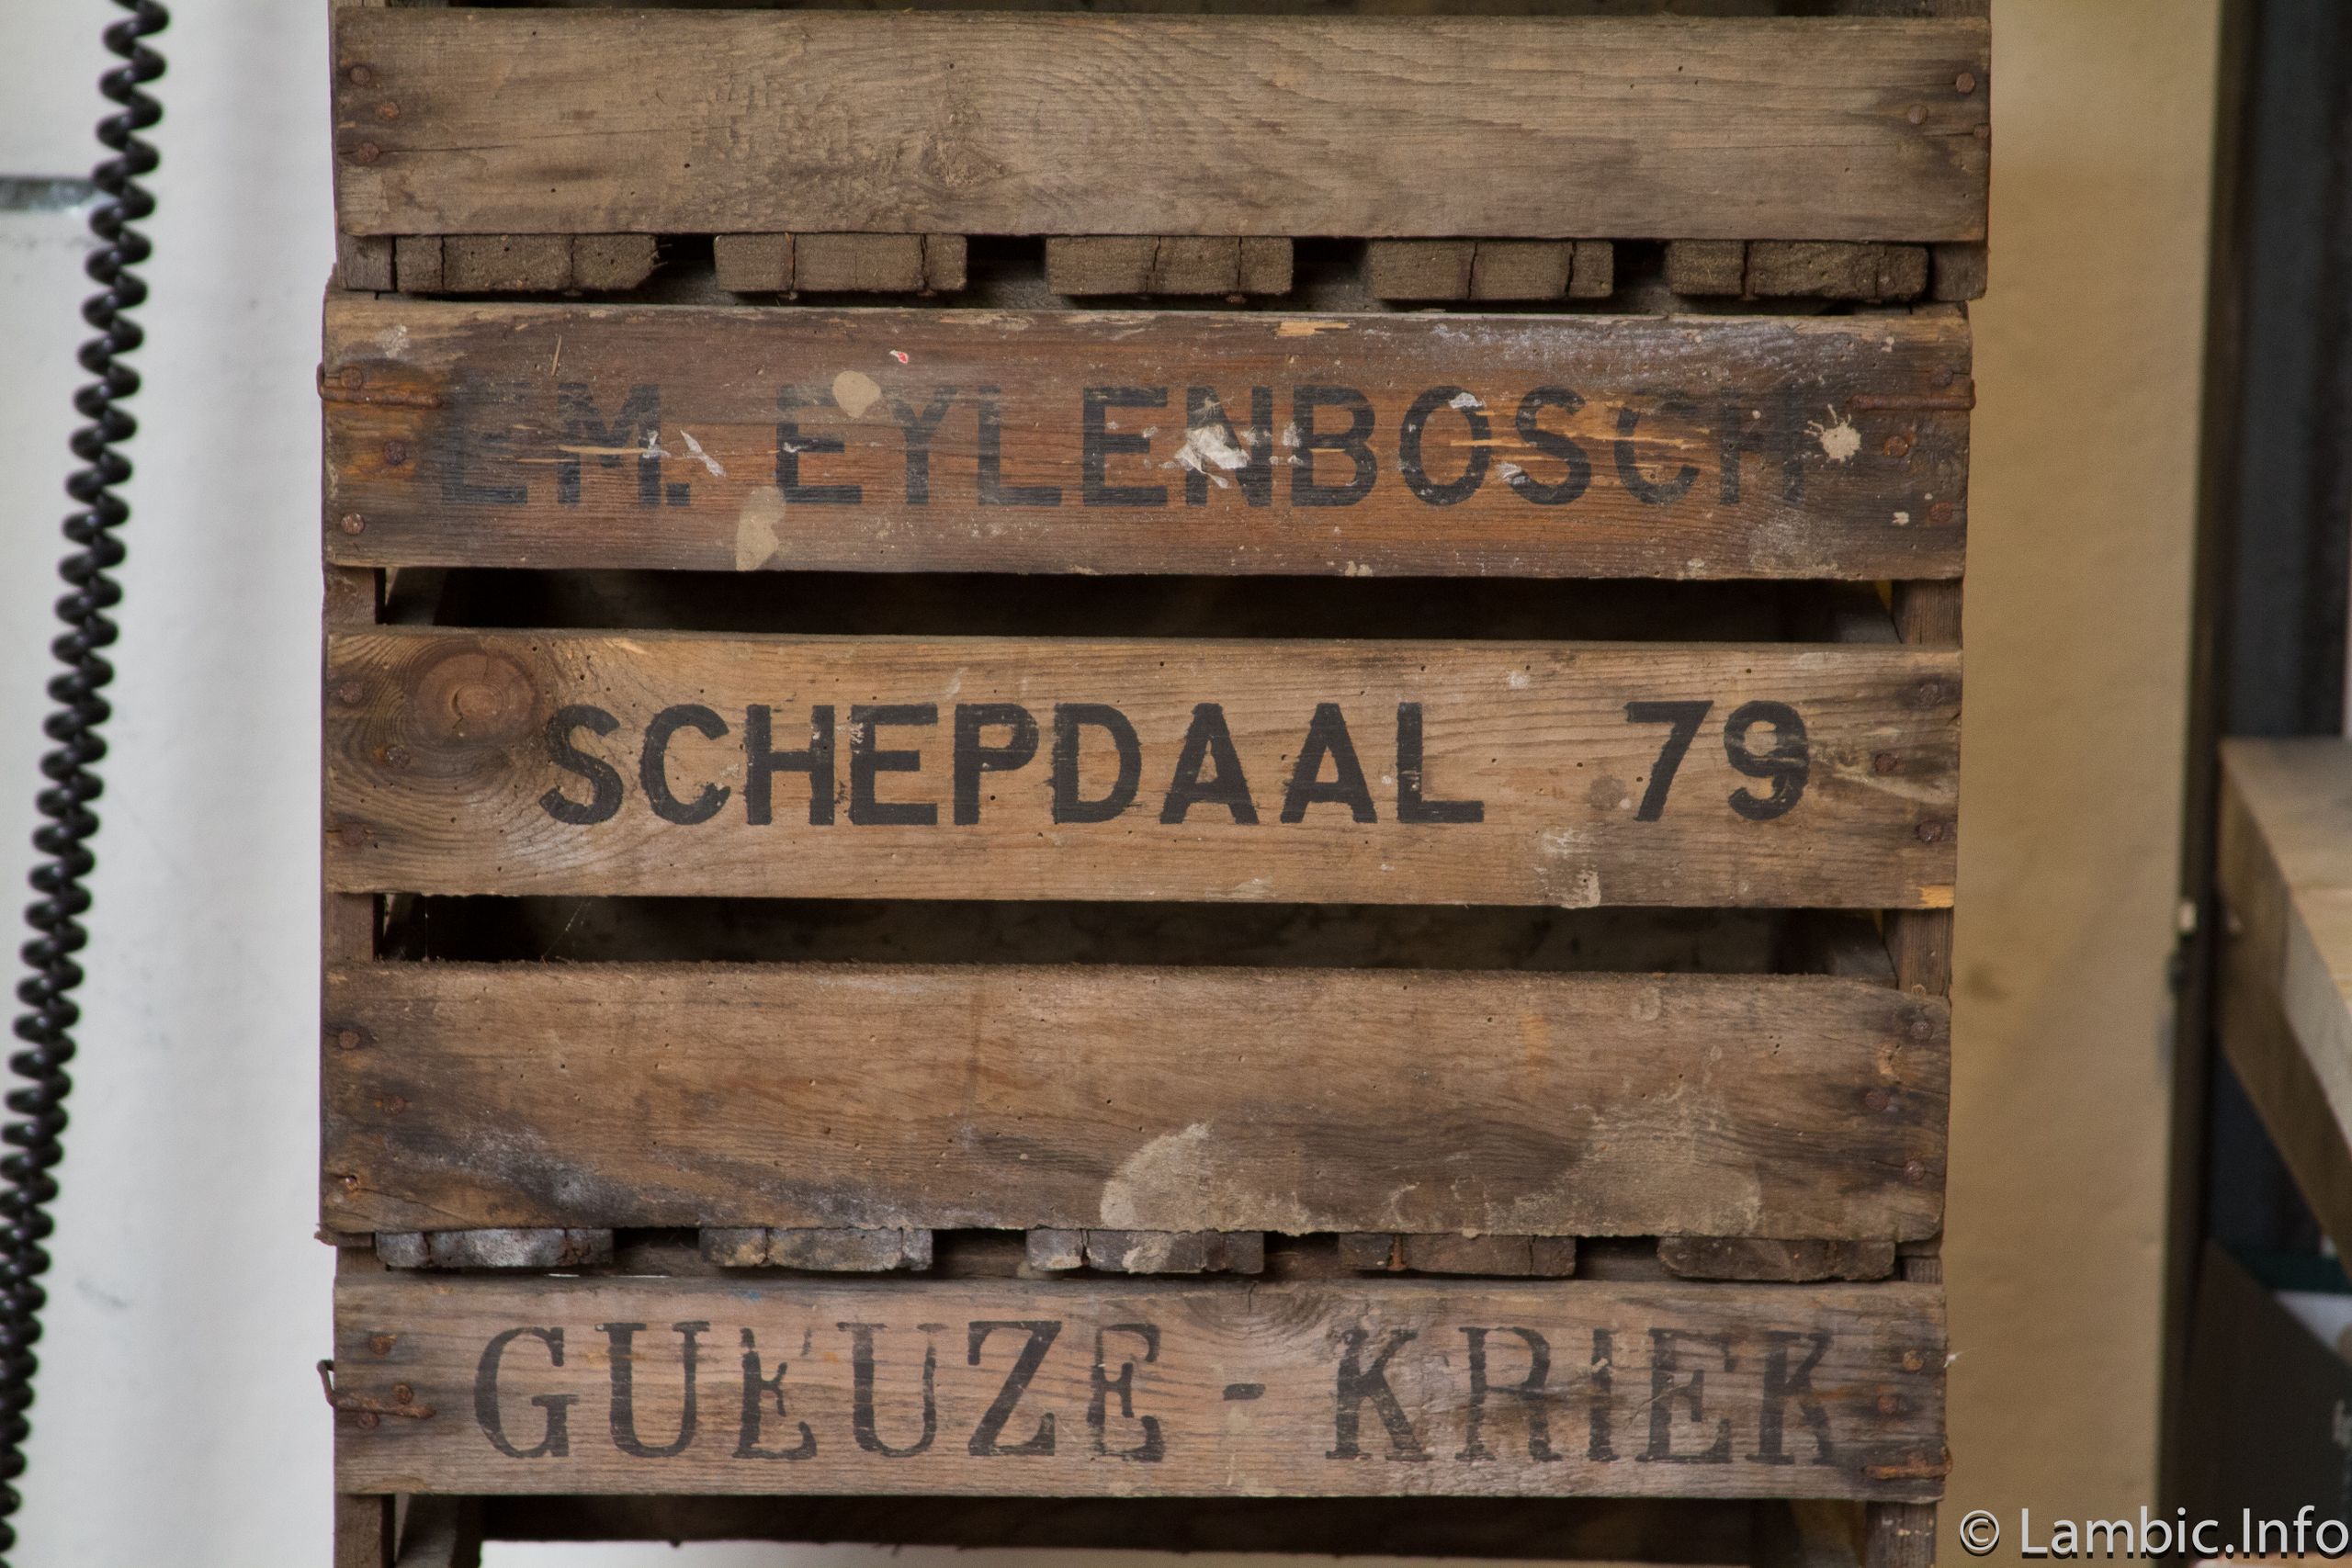 EM. EYLENBOSCH
SCHEPDAAL 79
GUEUZE - KRIEK
© Lambic.Info